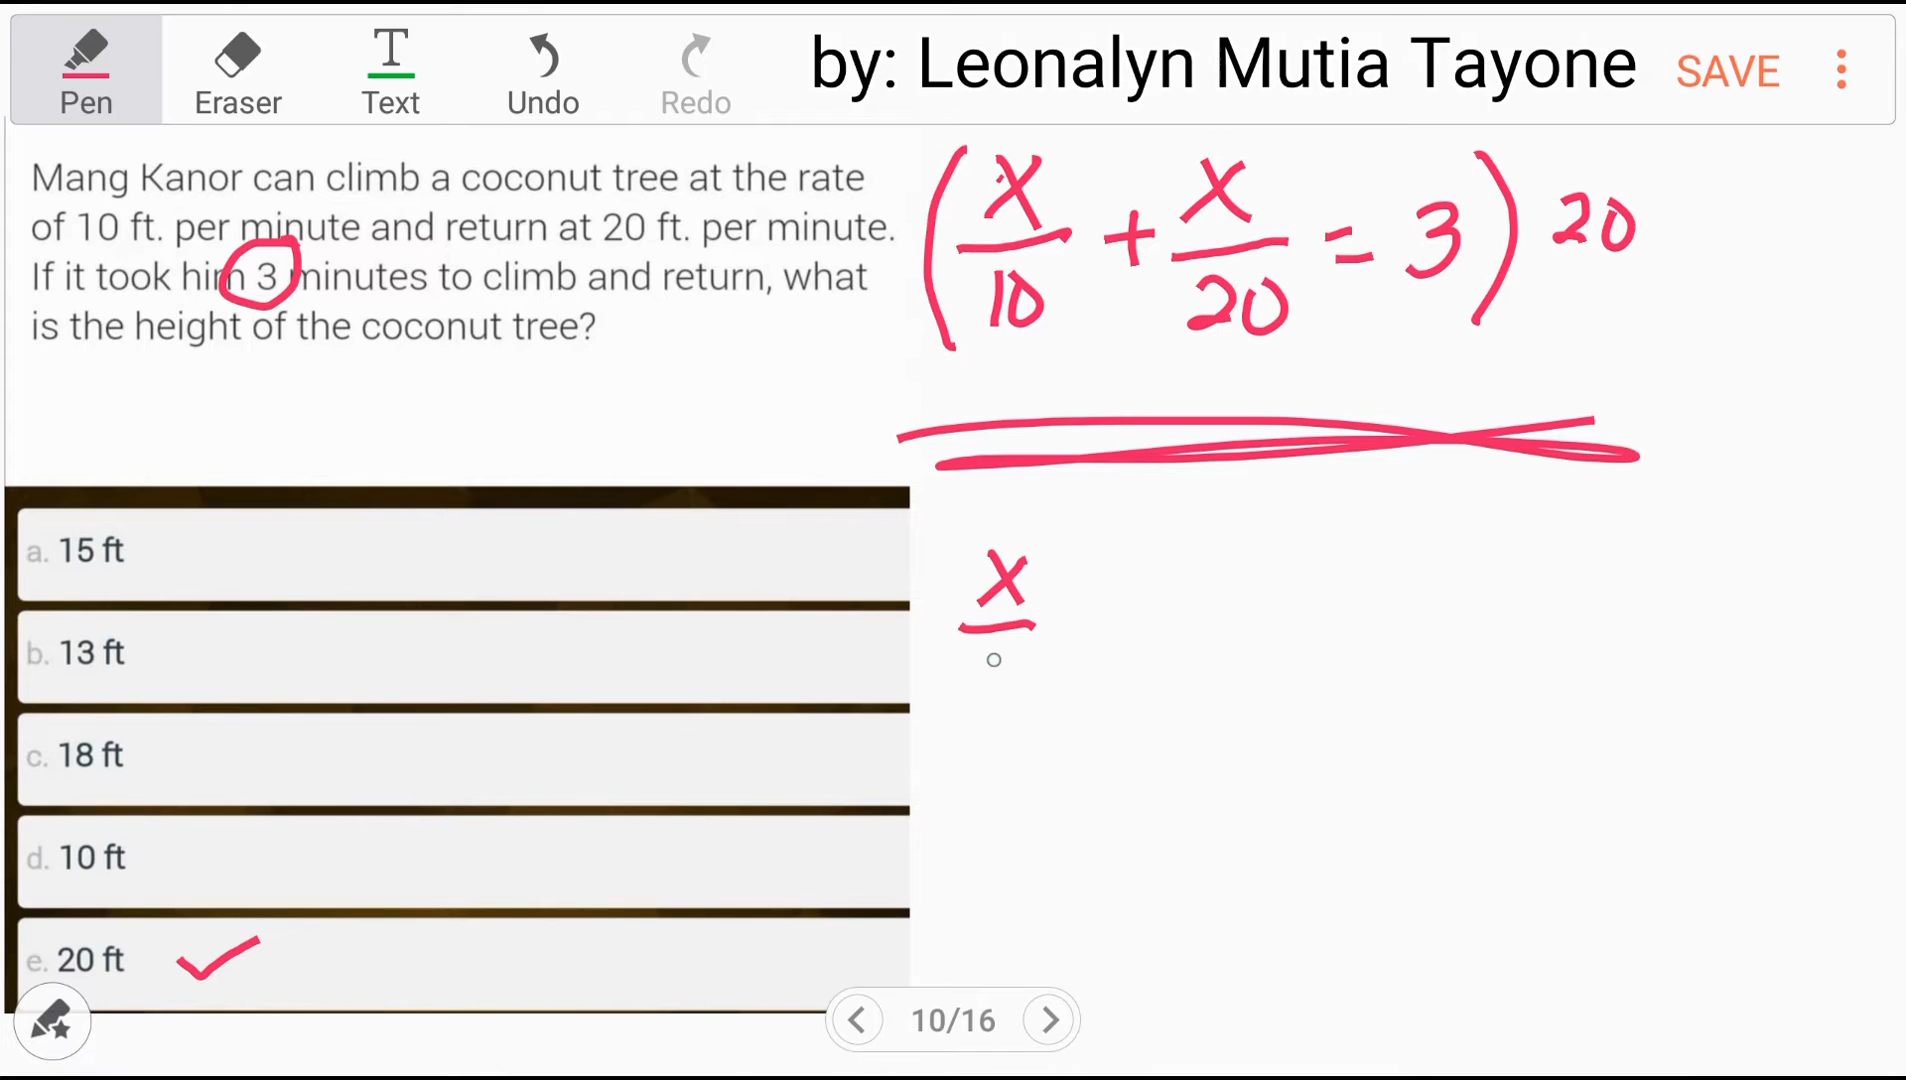 Pen
Eraser
T
Text
Undo
Redo
by: Leonalyn Mutia Tayone
SAVE
Mang Kanor can climb a coconut tree at the rate
of 10 ft. per minute and return at 20 ft. per minute.
If it took him 3 minutes to climb and return, what
is the height of the coconut tree?
(x/10 + x/20 = 3) 20
x
a. 15 ft
b. 13 ft
c. 18 ft
d. 10 ft
e. 20 ft
10/16